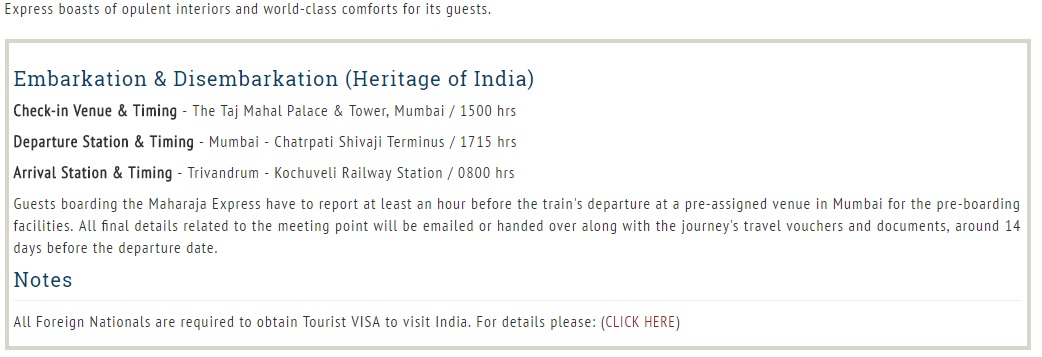 Express boasts of opulent interiors and world-class comforts for its guests.
Embarkation & Disembarkation (Heritage of India)
Check-in Venue & Timing - The Taj Mahal Palace & Tower, Mumbai / 1500 hrs
Departure Station & Timing - Mumbai - Chatrpati Shivaji Terminus / 1715 hrs
Arrival Station & Timing - Trivandrum - Kochuveli Railway Station / 0800 hrs
Guests boarding the Maharaja Express have to report at least an hour before the train's departure at a pre-assigned venue in Mumbai for the pre-boarding
facilities. All final details related to the meeting point will be emailed or handed over along with the journey's travel vouchers and documents, around 14
days before the departure date.
Notes
All Foreign Nationals are required to obtain Tourist VISA to visit India. For details please: (CLICK HERE)